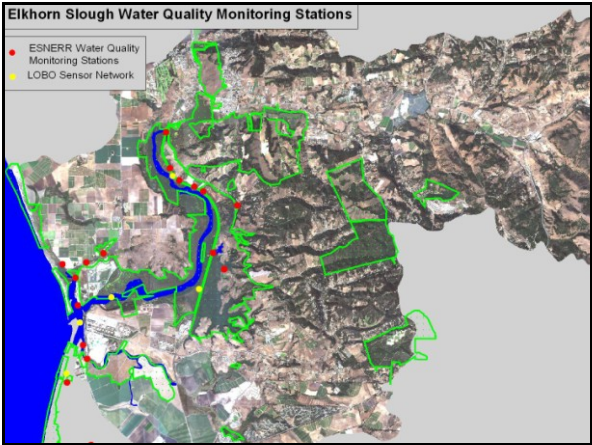 Elkhorn Slough Water Quality Monitoring Stations
ESNERR Water Quality
Monitoring Stations
LOBO Sensor Network